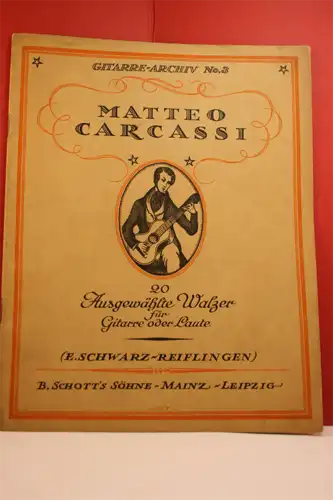 GITARRE-ARCHIV No. 3
MATTEO
CARCASSI
20
Ausgewählte Walzer
für
Gitarre oder Laute
(E. SCHWARZ-REIFLINGEN)
B. SCHOTT'S SÖHNE - MAINZ - LEIPZIG